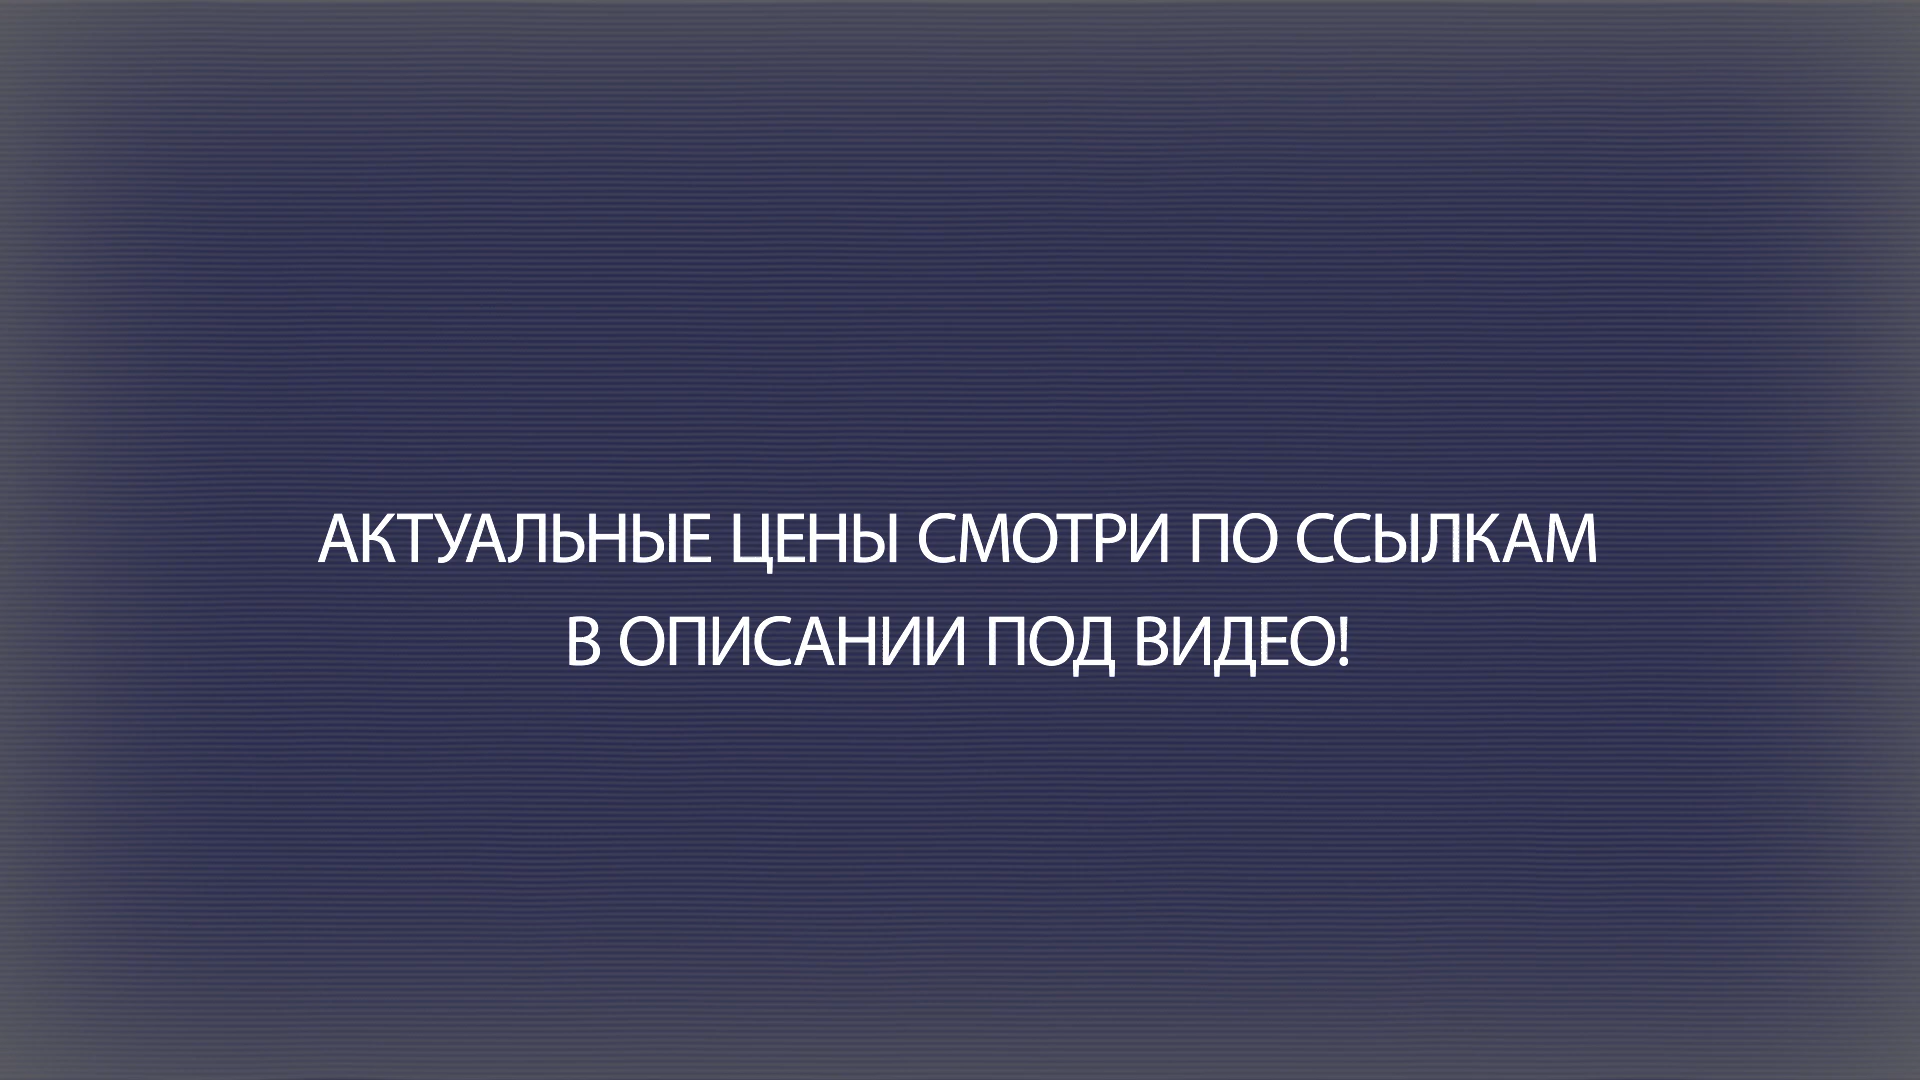 АКТУАЛЬНЫЕ ЦЕНЫ СМОТРИ ПО ССЫЛКАМ
В ОПИСАНИИ ПОД ВИДЕО!